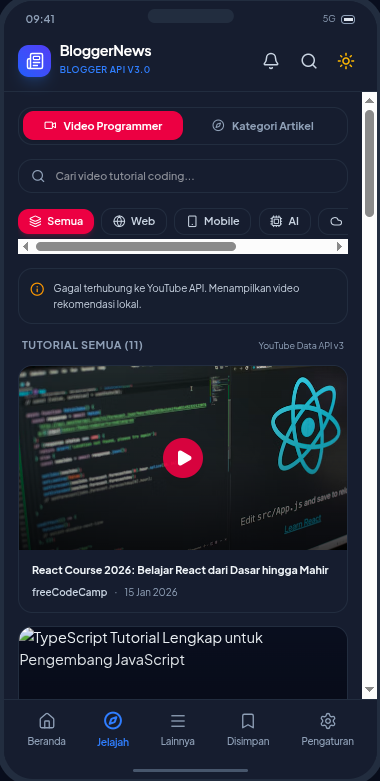 09:41
5G
BloggerNews
BLOGGER API V3.0
Video Programmer
Kategori Artikel
Cari video tutorial coding...
Semua
Web
Mobile
AI
Gagal terhubung ke YouTube API. Menampilkan video
rekomendasi lokal.
TUTORIAL SEMUA (11)
YouTube Data API v3
Edit src/App.js and save to rel
Learn React
React Course 2026: Belajar React dari Dasar hingga Mahir
freeCodeCamp · 15 Jan 2026
TypeScript Tutorial Lengkap untuk
Pengembang JavaScript
Beranda
Jelajah
Lainnya
Disimpan
Pengaturan